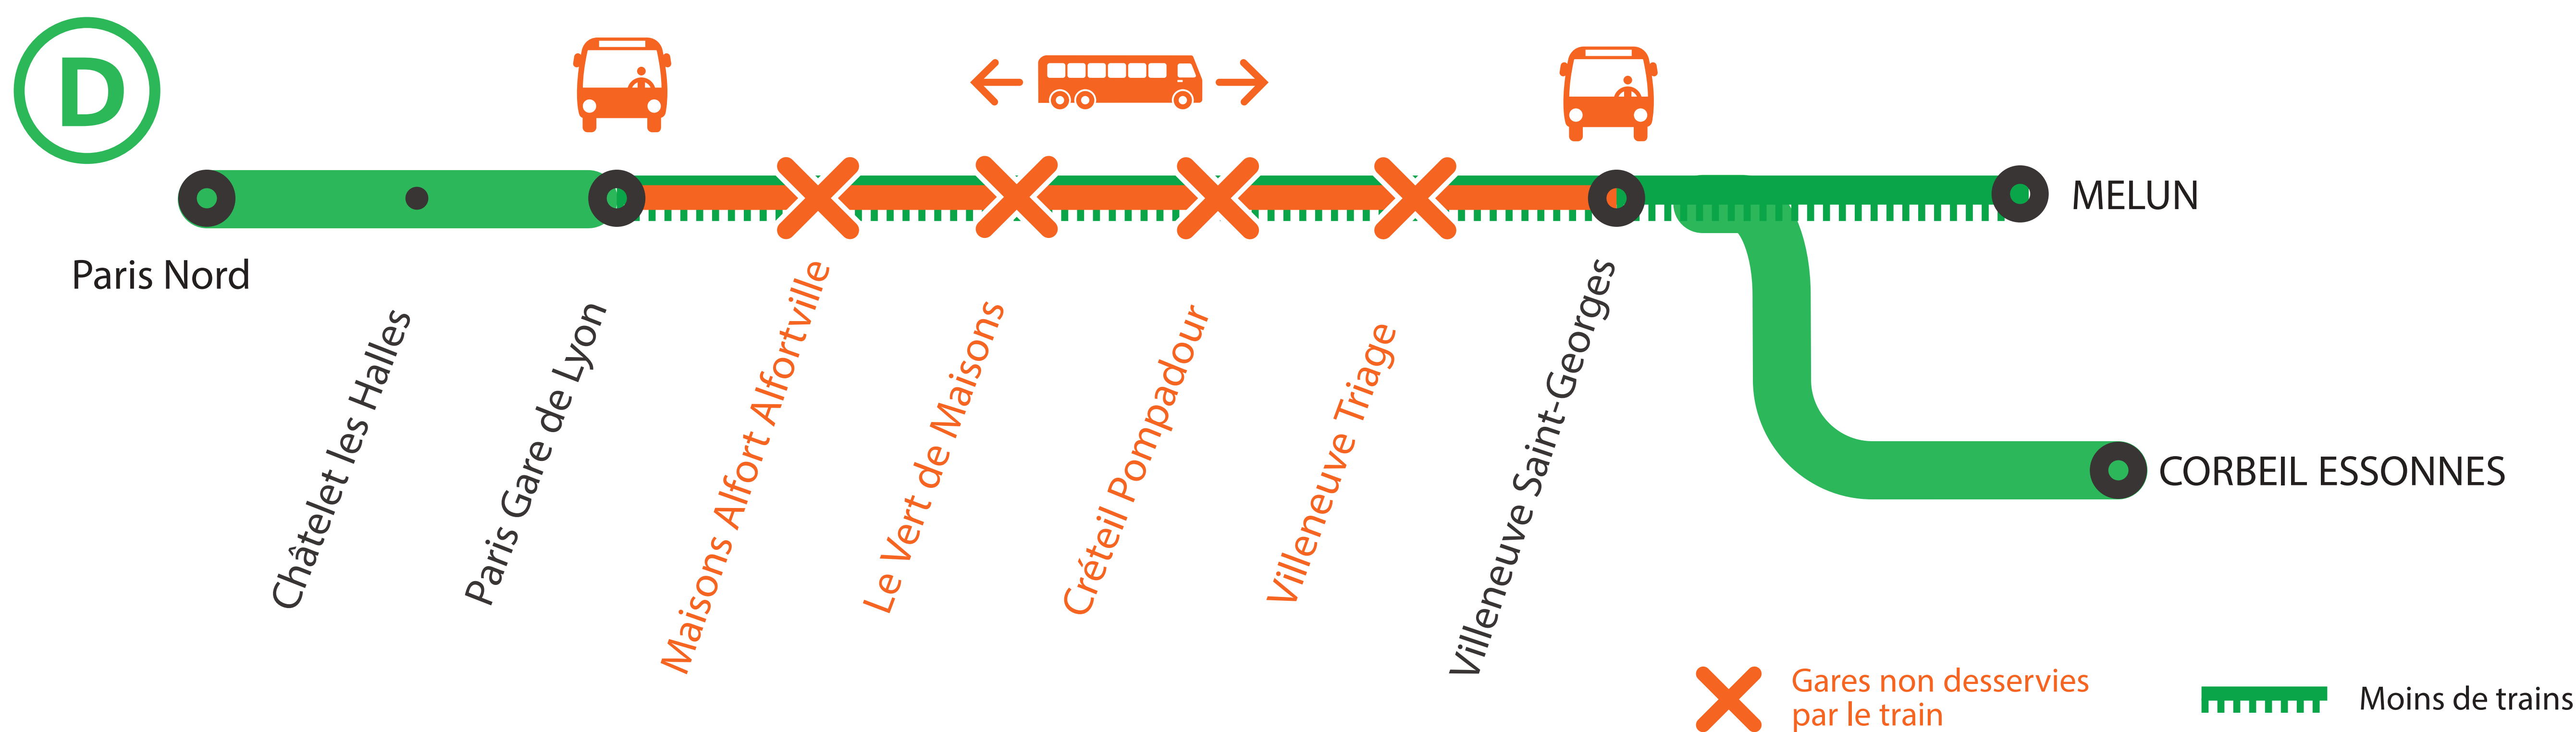 D
Paris Nord
Châtelet les Halles
Paris Gare de Lyon
Maisons Alfort Alfortville
Le Vert de Maisons
Créteil Pompadour
Villeneuve Triage
Villeneuve Saint-Georges
MELUN
CORBEIL ESSONNES
Gares non desservies
par le train
Moins de trains